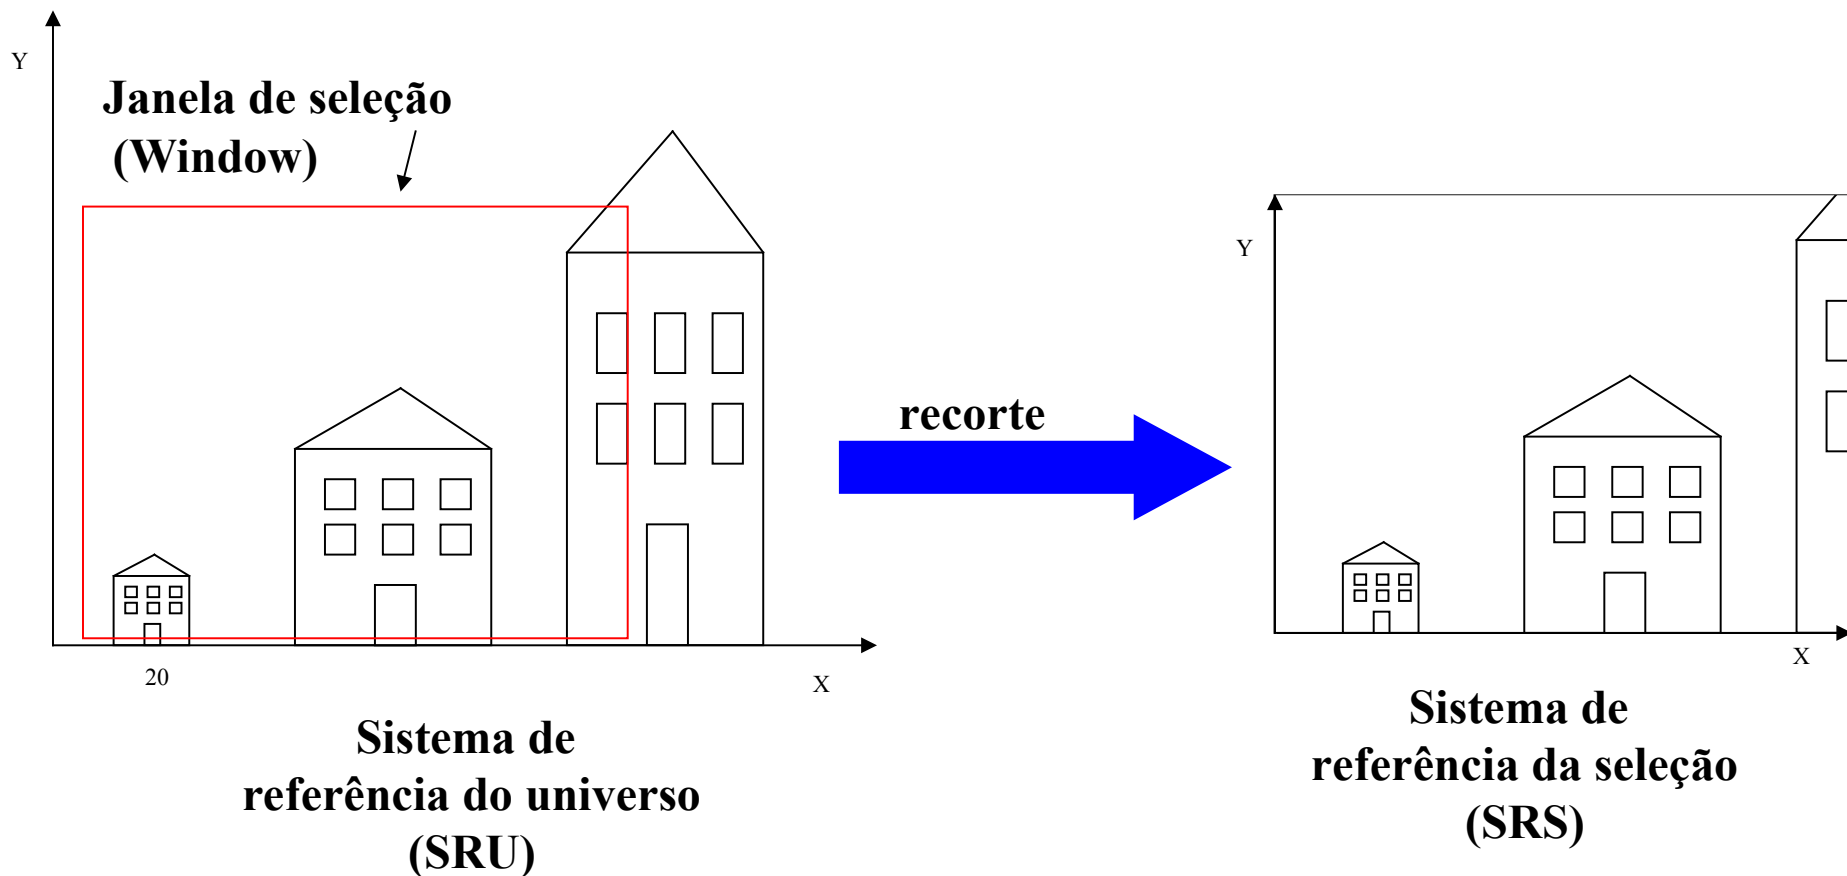 Y
Janela de seleção
(Window)
20
X
Sistema de
referência do universo
(SRU)
recorte
Y
X
Sistema de
referência da seleção
(SRS)